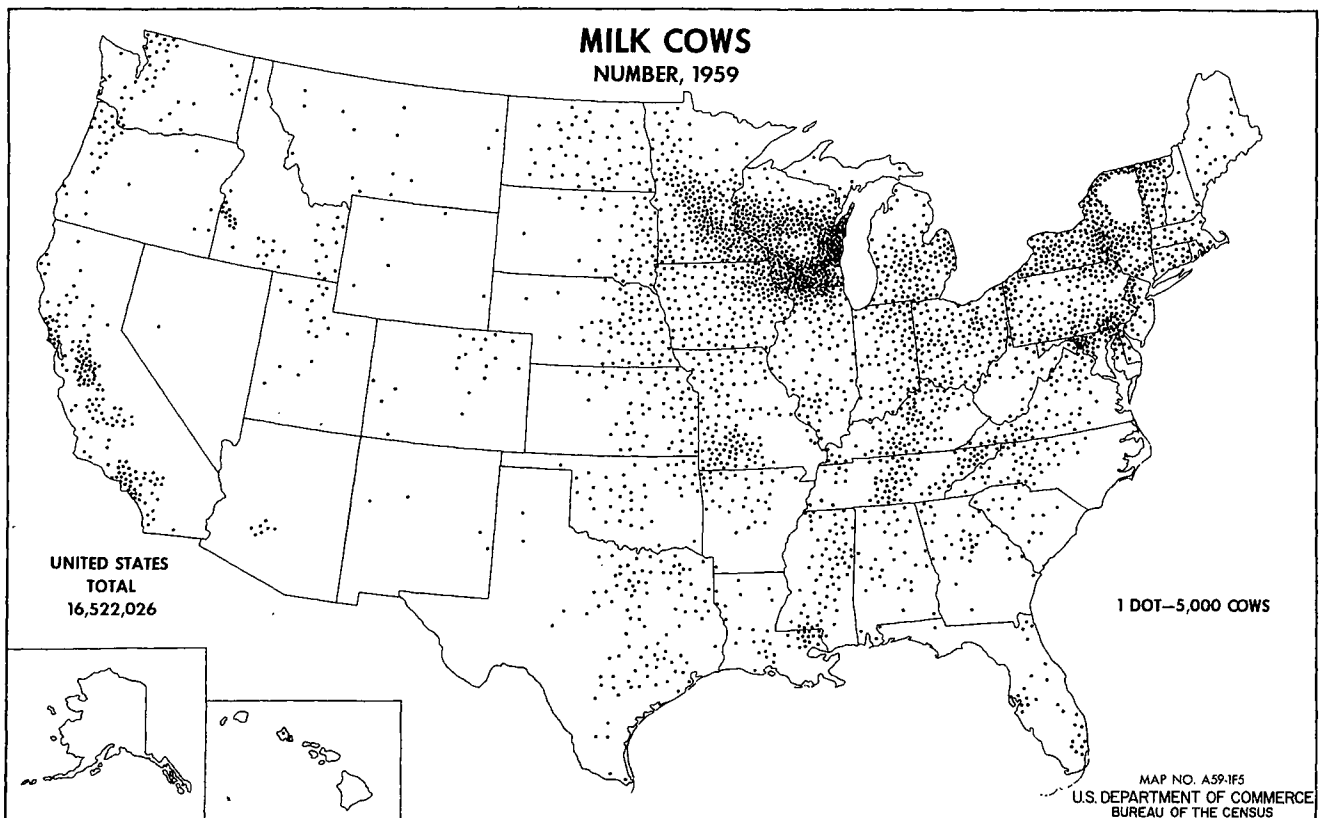 MILK COWS
NUMBER, 1959
UNITED STATES
TOTAL
16,522,026
1 DOT—5,000 COWS
MAP NO. A59-1F5
U.S. DEPARTMENT OF COMMERCE
BUREAU OF THE CENSUS